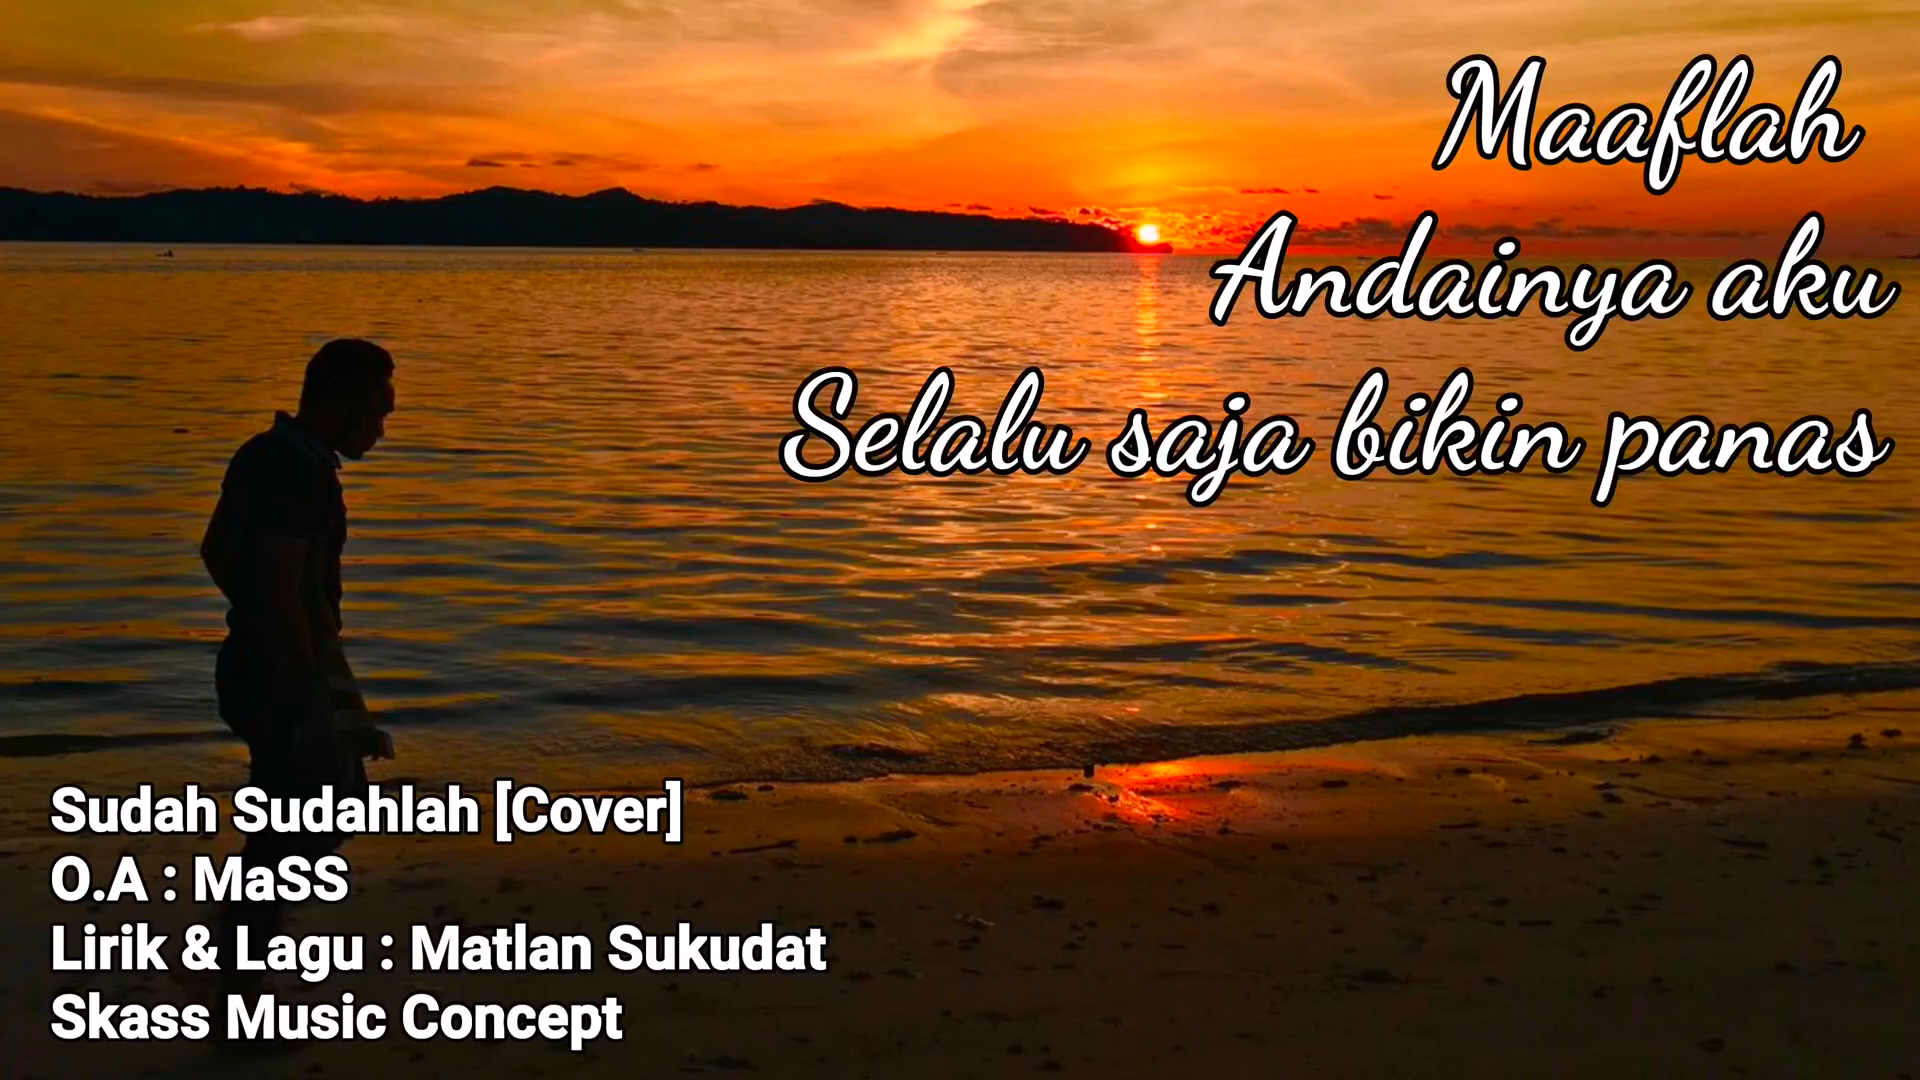 Maaflah
Andainya aku
Selalu saja bikin panas
Sudah Sudahlah [Cover]
O.A : MaSS
Lirik & Lagu : Matlan Sukudat
Skass Music Concept